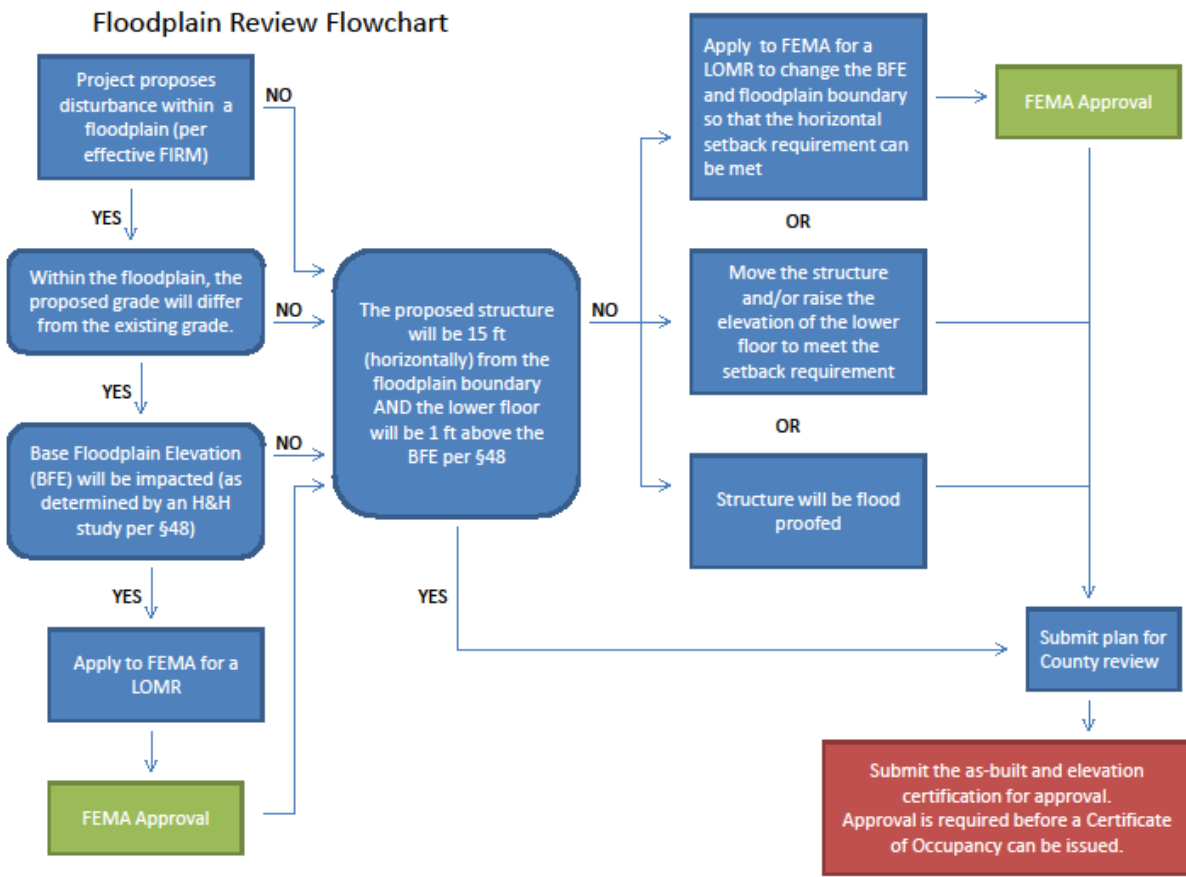 Floodplain Review Flowchart
Project proposes
disturbance within a
floodplain (per
effective FIRM)
NO
YES
Within the floodplain, the
proposed grade will differ
from the existing grade.
NO
YES
Base Floodplain Elevation
(BFE) will be impacted (as
determined by an H&H
study per §48)
NO
YES
Apply to FEMA for a
LOMR
FEMA Approval
The proposed structure
will be 15 ft
(horizontally) from the
floodplain boundary
AND the lower floor
will be 1 ft above the
BFE per §48
NO
YES
Apply to FEMA for a
LOMR to change the BFE
and floodplain boundary
so that the horizontal
setback requirement can
be met
OR
Move the structure
and/or raise the
elevation of the lower
floor to meet the
setback requirement
OR
Structure will be flood
proofed
FEMA Approval
Submit plan for
County review
Submit the as-built and elevation
certification for approval.
Approval is required before a Certificate
of Occupancy can be issued.